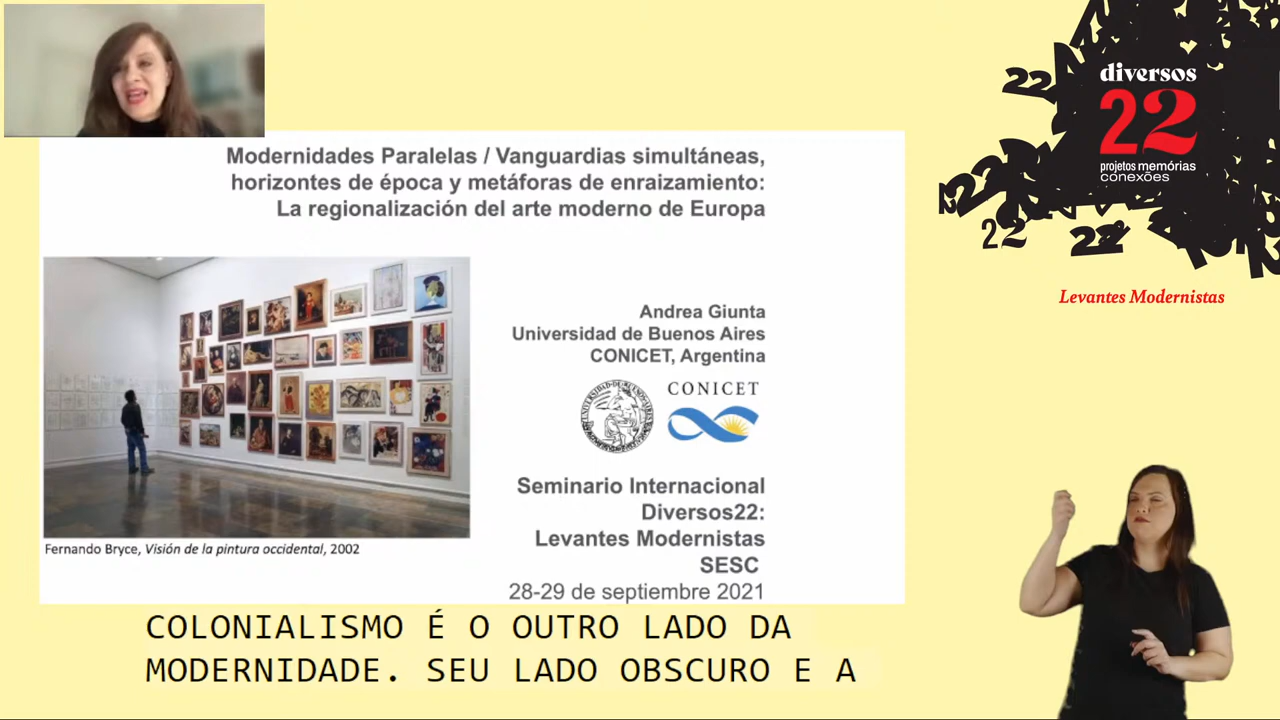 diversos
22
projetos memórias
conexões
Levantes Modernistas
Modernidades Paralelas / Vanguardias simultáneas,
horizontes de época y metáforas de enraizamiento:
La regionalización del arte moderno de Europa
Andrea Giunta
Universidad de Buenos Aires
CONICET, Argentina
CONICET
Seminario Internacional
Diversos22:
Levantes Modernistas
SESC
28-29 de septiembre 2021
Fernando Bryce, Visión de la pintura occidental, 2002
COLONIALISMO É O OUTRO LADO DA
MODERNIDADE. SEU LADO OBSCURO E A